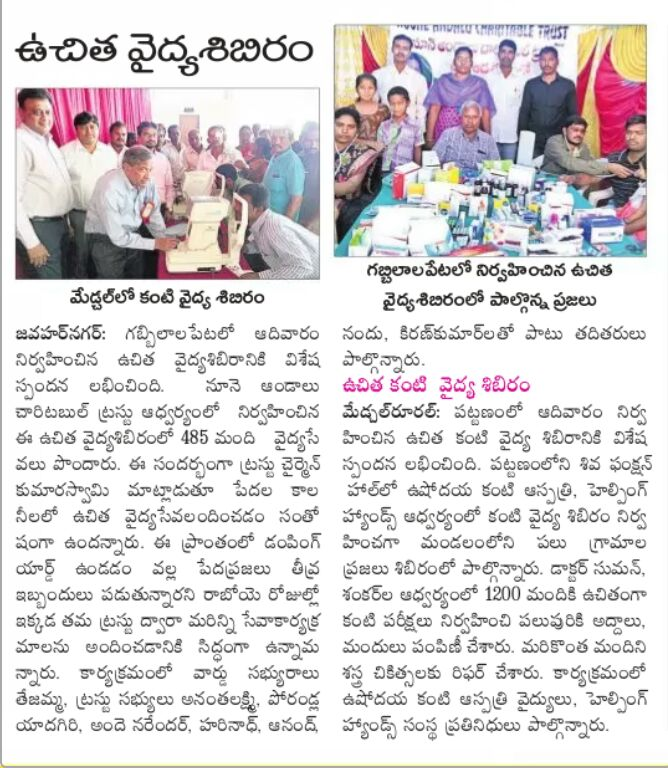 ఉచిత వైద్యశిబిరం
మేడ్చల్‌లో కంటి వైద్య శిబిరం
జవహర్‌నగర్: గబ్బిలాలపేటలో ఆదివారం
నిర్వహించిన ఉచిత వైద్యశిబిరానికి విశేష
స్పందన లభించింది. నూనె ఆండాలు
చారిటబుల్ ట్రస్టు ఆధ్వర్యంలో నిర్వహించిన
ఈ ఉచిత వైద్యశిబిరంలో 485 మంది వైద్యసే
వలు పొందారు. ఈ సందర్భంగా ట్రస్టు చైర్మెన్
కుమారస్వామి మాట్లాడుతూ పేదల కాల
నీలలో ఉచిత వైద్యసేవలందించడం సంతో
షంగా ఉందన్నారు. ఈ ప్రాంతంలో డంపింగ్
యార్డ్ ఉండడం వల్ల పేదప్రజలు తీవ్ర
ఇబ్బందులు పడుతున్నారని రాబోయె రోజుల్లో
ఇక్కడ తమ ట్రస్టు ద్వారా మరిన్ని సేవాకార్యక్ర
మాలను అందించడానికి సిద్ధంగా ఉన్నామ
న్నారు. కార్యక్రమంలో వార్డు సభ్యురాలు
తేజమ్మ, ట్రస్టు సభ్యులు అనంతలక్ష్మి, పోరండ్ల
యాదగిరి, అందె నరేందర్, హరినాధ్, ఆనంద్,
NOORE ANDALU CHARITABLE TRUST
గబ్బిలాలపేటలో నిర్వహించిన ఉచిత
వైద్యశిబిరంలో పాల్గొన్న ప్రజలు
నందు, కిరణ్‌కుమార్‌లతో పాటు తదితరులు
పాల్గొన్నారు.
ఉచిత కంటి వైద్య శిబిరం
మేడ్చల్‌రూరల్: పట్టణంలో ఆదివారం నిర్వ
హించిన ఉచిత కంటి వైద్య శిబిరానికి విశేష
స్పందన లభించింది. పట్టణంలోని శివ ఫంక్షన్
హాల్‌లో ఉషోదయ కంటి ఆస్పత్రి, హెల్పింగ్
హ్యాండ్స్ ఆధ్వర్యంలో కంటి వైద్య శిబిరం నిర్వ
హించగా మండలంలోని పలు గ్రామాల
ప్రజలు శిబిరంలో పాల్గొన్నారు. డాక్టర్ సుమన్,
శంకర్‌ల ఆధ్వర్యంలో 1200 మందికి ఉచితంగా
కంటి పరీక్షలు నిర్వహించి పలుపురికి అద్దాలు,
మందులు పంపిణీ చేశారు. మరికొంత మందిని
శస్త్ర చికిత్సలకు రిఫర్ చేశారు. కార్యక్రమంలో
ఉషోదయ కంటి ఆస్పత్రి వైద్యులు, హెల్పింగ్
హ్యాండ్స్ సంస్థ ప్రతినిధులు పాల్గొన్నారు.